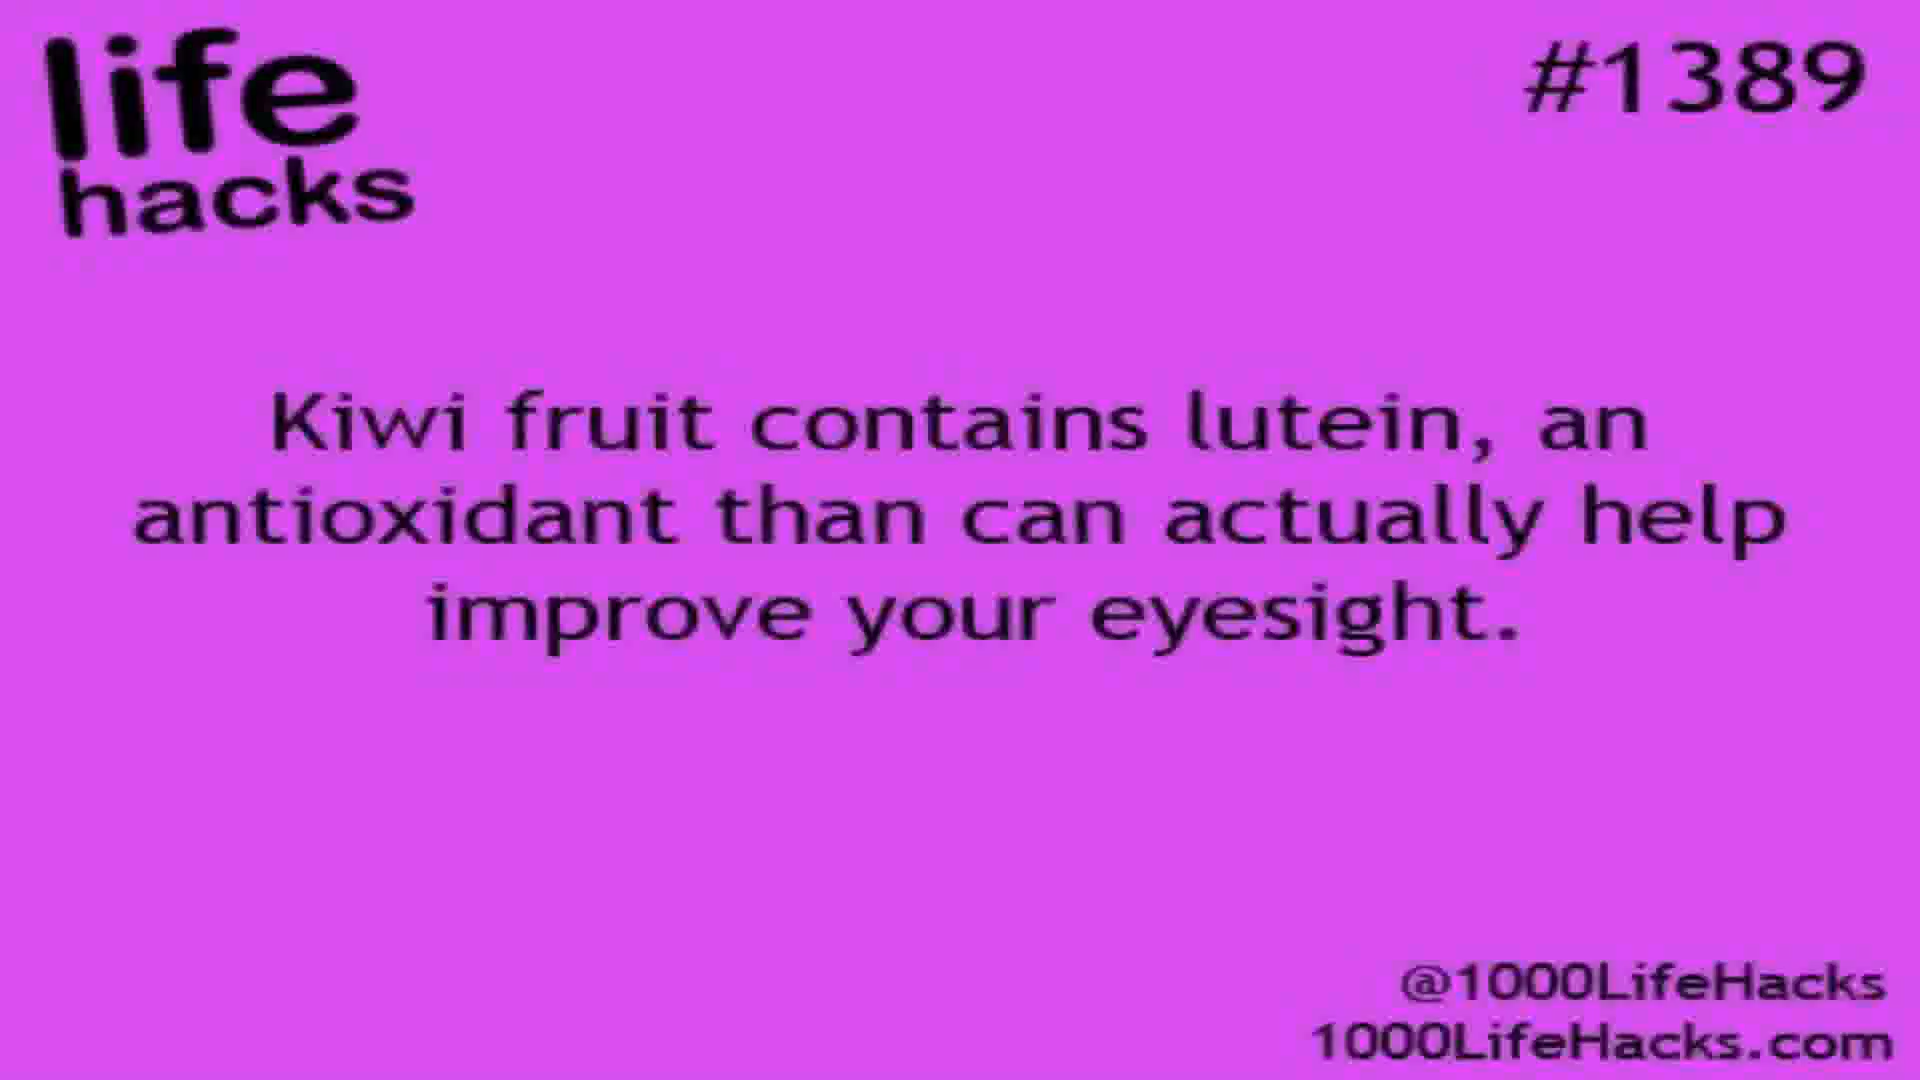 life
hacks
#1389
Kiwi fruit contains lutein, an
antioxidant than can actually help
improve your eyesight.
@1000LifeHacks
1000LifeHacks.com